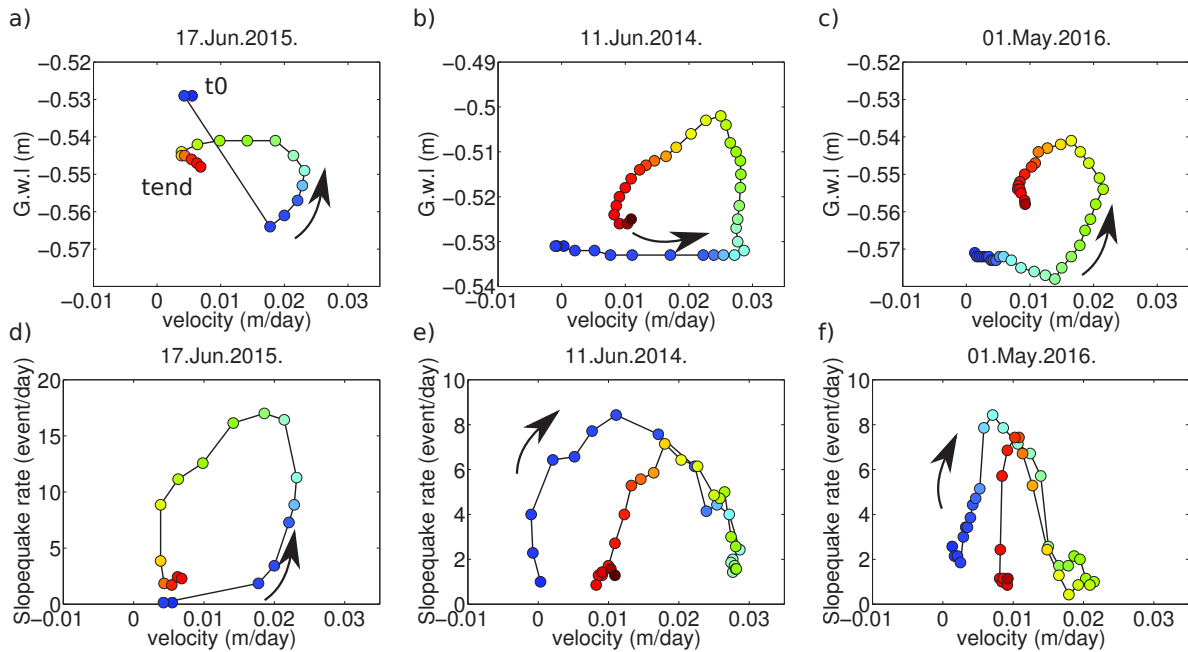 a)
17.Jun.2015.
−0.52
−0.53
−0.54
−0.55
−0.56
−0.57
G.w.l (m)
t0
tend
−0.01 0 0.01 0.02 0.03
velocity (m/day)
b)
11.Jun.2014.
−0.49
−0.5
−0.51
−0.52
−0.53
−0.54
G.w.l (m)
−0.01 0 0.01 0.02 0.03
velocity (m/day)
c)
01.May.2016.
−0.52
−0.53
−0.54
−0.55
−0.56
−0.57
G.w.l (m)
−0.01 0 0.01 0.02 0.03
velocity (m/day)
d)
17.Jun.2015.
20
15
10
5
0
Slopequake rate (event/day)
−0.01 0 0.01 0.02 0.03
velocity (m/day)
e)
11.Jun.2014.
10
8
6
4
2
0
Slopequake rate (event/day)
−0.01 0 0.01 0.02 0.03
velocity (m/day)
f)
01.May.2016.
10
8
6
4
2
0
Slopequake rate (event/day)
−0.01 0 0.01 0.02 0.03
velocity (m/day)